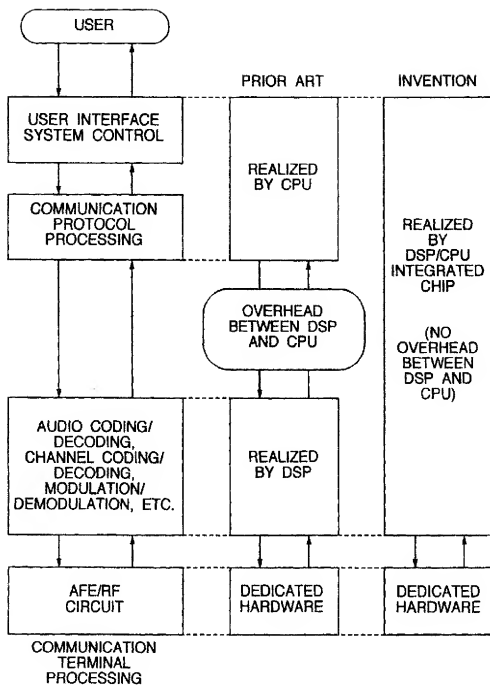 USER
PRIOR ART
INVENTION
USER INTERFACE
SYSTEM CONTROL
REALIZED
BY CPU
COMMUNICATION
PROTOCOL
PROCESSING
REALIZED
BY
DSP/CPU
INTEGRATED
CHIP
(NO
OVERHEAD
BETWEEN
DSP AND
CPU)
OVERHEAD
BETWEEN DSP
AND CPU
AUDIO CODING/
DECODING,
CHANNEL CODING/
DECODING,
MODULATION/
DEMODULATION, ETC.
REALIZED
BY DSP
AFE/RF
CIRCUIT
DEDICATED
HARDWARE
DEDICATED
HARDWARE
COMMUNICATION
TERMINAL
PROCESSING